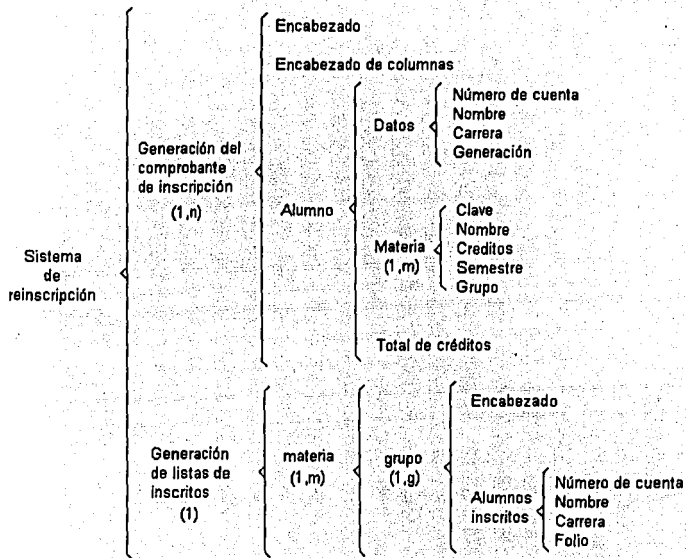 Encabezado
Encabezado de columnas
Número de cuenta
Nombre
Carrera
Generación
Datos
Generación del
comprobante
de inscripción
(1,n)
Alumno
Clave
Nombre
Creditos
Semestre
Grupo
Materia
(1,m)
Total de créditos
Sistema
de
reinscripción
Generación
de listas de
inscritos
(1)
materia
(1,m)
grupo
(1,g)
Encabezado
Alumnos
inscritos
Número de cuenta
Nombre
Carrera
Folio